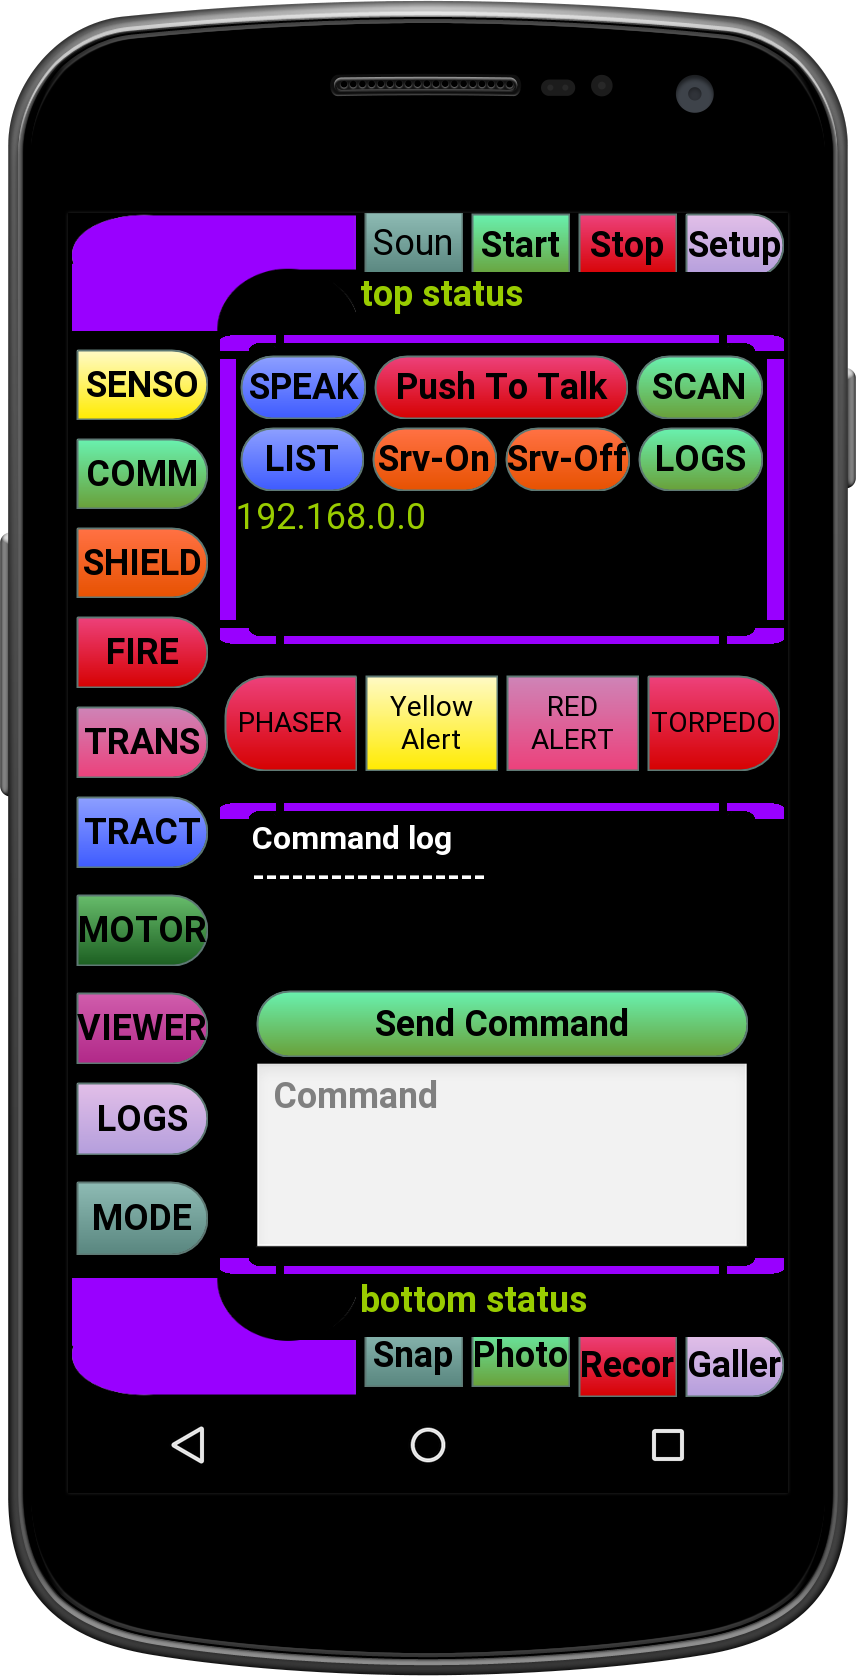 Soun Start Stop Setup
top status
SENSO
COMM
SHIELD
FIRE
TRANS
TRACT
MOTOR
VIEWER
LOGS
MODE
SPEAK Push To Talk SCAN
LIST Srv-On Srv-Off LOGS
192.168.0.0
PHASER
Yellow
Alert
RED
ALERT
TORPEDO
Command log
------------------
Send Command
Command
bottom status
Snap Photo Recor Galler